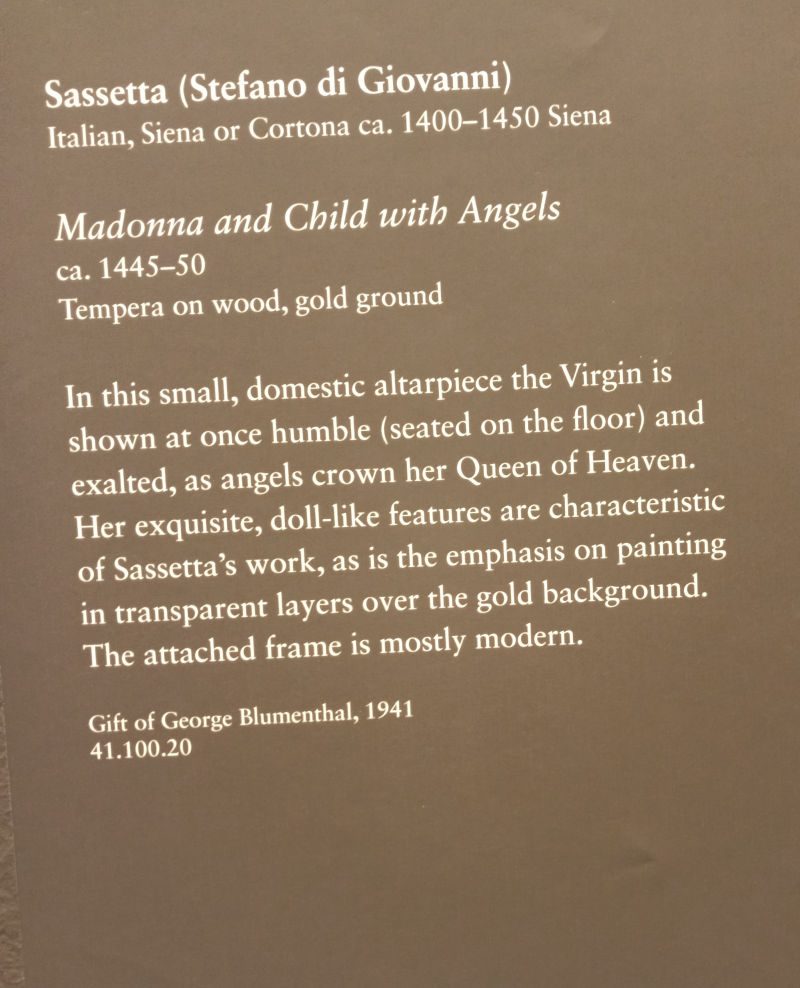 Sassetta (Stefano di Giovanni)
Italian, Siena or Cortona ca. 1400–1450 Siena
Madonna and Child with Angels
ca. 1445–50
Tempera on wood, gold ground
In this small, domestic altarpiece the Virgin is
shown at once humble (seated on the floor) and
exalted, as angels crown her Queen of Heaven.
Her exquisite, doll-like features are characteristic
of Sassetta's work, as is the emphasis on painting
in transparent layers over the gold background.
The attached frame is mostly modern.
Gift of George Blumenthal, 1941
41.100.20